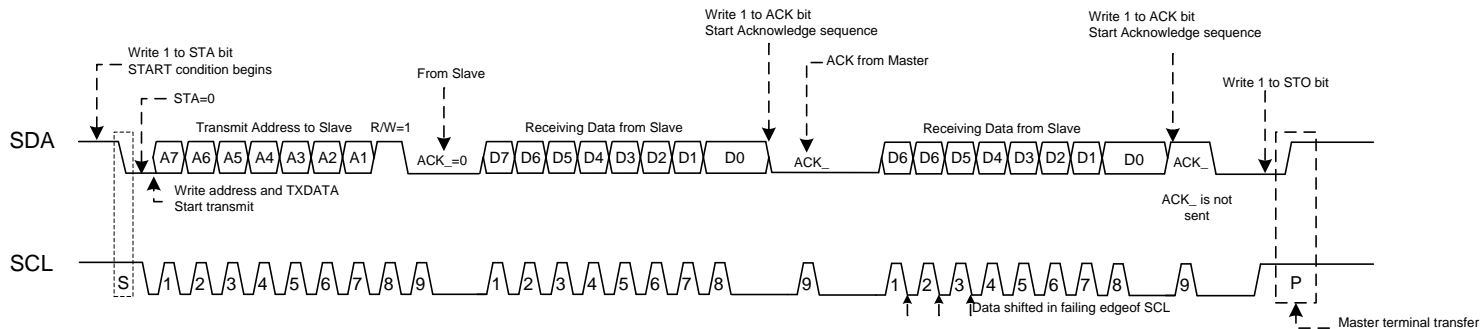 Write 1 to STA bit
START condition begins
STA=0
From Slave
Write 1 to ACK bit
Start Acknowledge sequence
ACK from Master
Write 1 to ACK bit
Start Acknowledge sequence
Write 1 to STO bit
Transmit Address to Slave
R/W=1
Receiving Data from Slave
Receiving Data from Slave
SDA
A7 A6 A5 A4 A3 A2 A1
ACK_=0
D7 D6 D5 D4 D3 D2 D1 D0
ACK_
D6 D6 D5 D4 D3 D2 D1 D0
ACK_
Write address and TXDATA
Start transmit
ACK_ is not
sent
SCL
S
1 2 3 4 5 6 7 8 9
1 2 3 4 5 6 7 8
9
1 2 3 4 5 6 7 8
9
P
Data shifted in failing edgeof SCL
Master terminal transfer